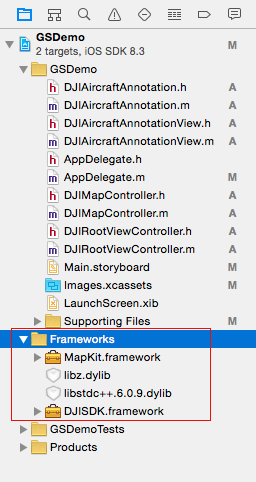 GSDemo
2 targets, iOS SDK 8.3 M
GSDemo
h DJIAircraftAnnotation.h A
m DJIAircraftAnnotation.m A
h DJIAircraftAnnotationView.h A
m DJIAircraftAnnotationView.m A
h AppDelegate.h
m AppDelegate.m M
h DJIMapController.h A
m DJIMapController.m A
h DJIRootViewController.h A
m DJIRootViewController.m A
Main.storyboard M
Images.xcassets M
LaunchScreen.xib
Supporting Files M
Frameworks
MapKit.framework
libz.dylib
libstdc++.6.0.9.dylib
DJISDK.framework
GSDemoTests
Products